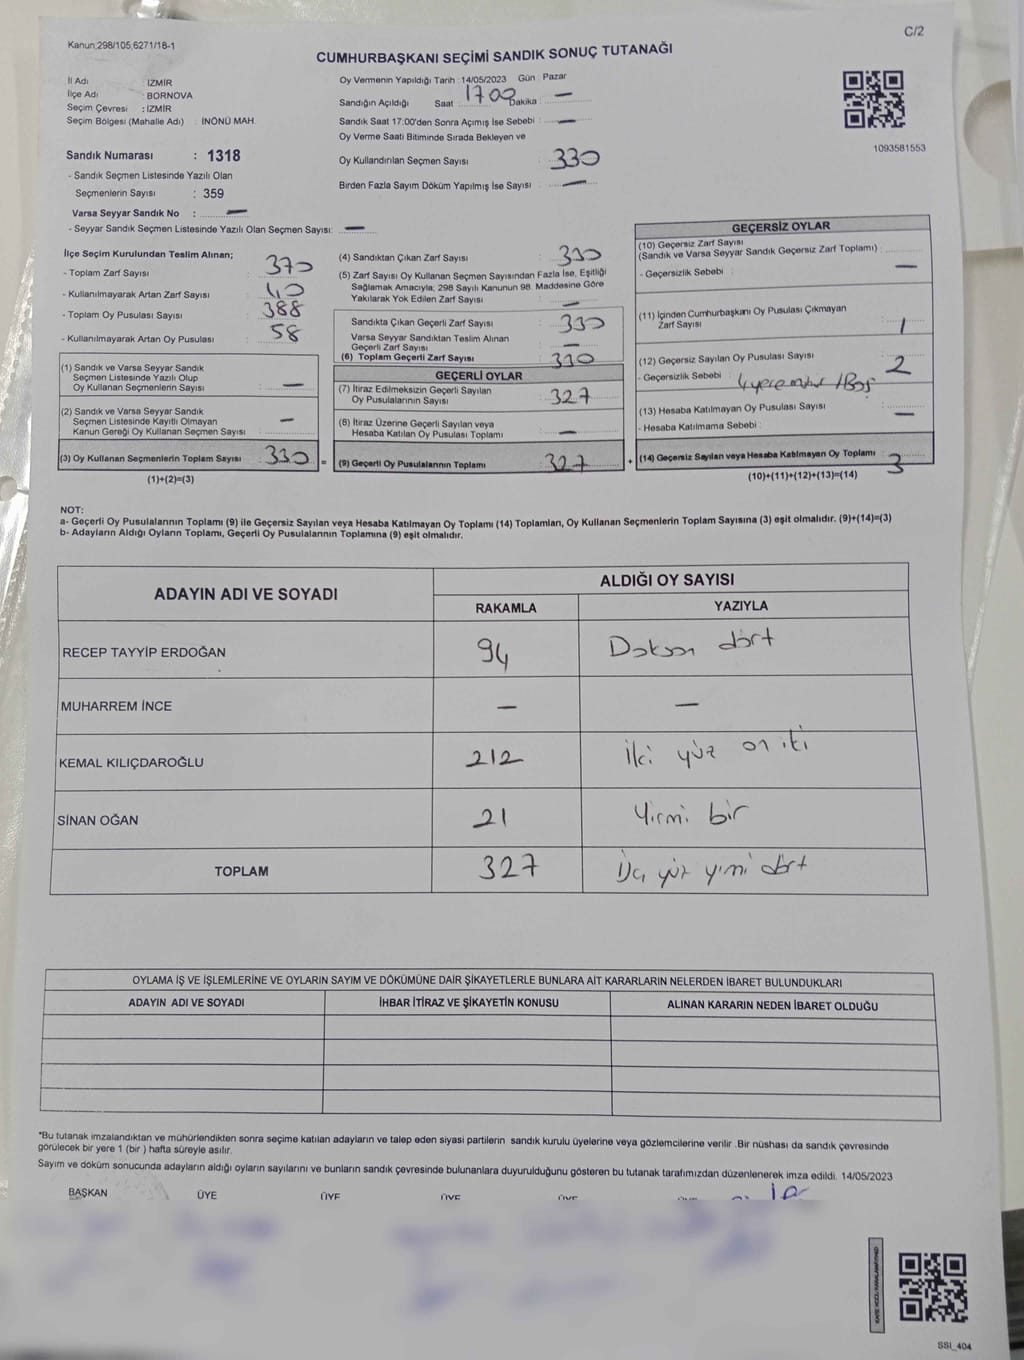 Kanun;298/105,6271/18-1
C/2
CUMHURBAŞKANI SEÇİMİ SANDIK SONUÇ TUTANAĞI
İl Adı : İZMİR
İlçe Adı : BORNOVA
Seçim Çevresi : İZMİR
Seçim Bölgesi (Mahalle Adı) : İNÖNÜ MAH.
Oy Vermenin Yapıldığı Tarih :14/05/2023 Gün : Pazar
Sandığın Açıldığı Saat 17 00 Dakika : —
Sandık Saat 17:00'den Sonra Açımış İse Sebebi : —
Oy Verme Saati Bitiminde Sırada Bekleyen ve
Oy Kullandırılan Seçmen Sayısı : 330
Birden Fazla Sayım Döküm Yapılmış İse Sayısı : —
1093581553
Sandık Numarası : 1318
- Sandık Seçmen Listesinde Yazılı Olan
Seçmenlerin Sayısı : 359
Varsa Seyyar Sandık No : —
- Seyyar Sandık Seçmen Listesinde Yazılı Olan Seçmen Sayısı: —
İlçe Seçim Kurulundan Teslim Alınan;
- Toplam Zarf Sayısı : 370
- Kullanılmayarak Artan Zarf Sayısı : 40
- Toplam Oy Pusulası Sayısı : 388
- Kullanılmayarak Artan Oy Pusulası : 58
(1) Sandık ve Varsa Seyyar Sandık
Seçmen Listesinde Yazılı Olup
Oy Kullanan Seçmenlerin Sayısı : —
(2) Sandık ve Varsa Seyyar Sandık
Seçmen Listesinde Kayıtlı Olmayan
Kanun Gereği Oy Kullanan Seçmen Sayısı : —
(3) Oy Kullanan Seçmenlerin Toplam Sayısı : 330 =
(1)+(2)=(3)
(4) Sandıktan Çıkan Zarf Sayısı : 330
(5) Zarf Sayısı Oy Kullanan Seçmen Sayısından Fazla İse, Eşitliği
Sağlamak Amacıyla; 298 Sayılı Kanunun 98. Maddesine Göre
Yakılarak Yok Edilen Zarf Sayısı : —
Sandıkta Çıkan Geçerli Zarf Sayısı : 330
Varsa Seyyar Sandıktan Teslim Alınan
Geçerli Zarf Sayısı : —
(6) Toplam Geçerli Zarf Sayısı : 330
GEÇERLİ OYLAR
(7) İtiraz Edilmeksizin Geçerli Sayılan
Oy Pusulalarının Sayısı : 327
(8) İtiraz Üzerine Geçerli Sayılan veya
Hesaba Katılan Oy Pusulası Toplamı : —
(9) Geçerli Oy Pusulalarının Toplamı : 327 +
GEÇERSİZ OYLAR
(10) Geçersiz Zarf Sayısı
(Sandık ve Varsa Seyyar Sandık Geçersiz Zarf Toplamı) :
- Geçersizlik Sebebi : —
(11) İçinden Cumhurbaşkanı Oy Pusulası Çıkmayan
Zarf Sayısı : 1
(12) Geçersiz Sayılan Oy Pusulası Sayısı : 2
- Geçersizlik Sebebi :
(13) Hesaba Katılmayan Oy Pusulası Sayısı : —
- Hesaba Katılmama Sebebi :
(14) Geçersiz Sayılan veya Hesaba Katılmayan Oy Toplamı : 3
(10)+(11)+(12)+(13)=(14)
NOT:
a- Geçerli Oy Pusulalarının Toplamı (9) ile Geçersiz Sayılan veya Hesaba Katılmayan Oy Toplamı (14) Toplamları, Oy Kullanan Seçmenlerin Toplam Sayısına (3) eşit olmalıdır. (9)+(14)=(3)
b- Adayların Aldığı Oyların Toplamı, Geçerli Oy Pusulalarının Toplamına (9) eşit olmalıdır.
ADAYIN ADI VE SOYADI
ALDIĞI OY SAYISI
RAKAMLA YAZIYLA
RECEP TAYYİP ERDOĞAN 94 Doksan dört
MUHARREM İNCE — —
KEMAL KILIÇDAROĞLU 212 İki yüz on iki
SİNAN OĞAN 21 Yirmi bir
TOPLAM 327 Üç yüz yirmi dört
OYLAMA İŞ VE İŞLEMLERİNE VE OYLARIN SAYIM VE DÖKÜMÜNE DAİR ŞİKAYETLERLE BUNLARA AİT KARARLARIN NELERDEN İBARET BULUNDUKLARI
ADAYIN ADI VE SOYADI İHBAR İTİRAZ VE ŞİKAYETİN KONUSU ALINAN KARARIN NEDEN İBARET OLDUĞU
*Bu tutanak imzalandıktan ve mühürlendikten sonra seçime katılan adayların ve talep eden siyasi partilerin sandık kurulu üyelerine veya gözlemcilerine verilir .Bir nüshası da sandık çevresinde
görülecek bir yere 1 (bir ) hafta süreyle asılır.
Sayım ve döküm sonucunda adayların aldığı oyların sayılarını ve bunların sandık çevresinde bulunanlara duyurulduğunu gösteren bu tutanak tarafımızdan düzenlenerek imza edildi. 14/05/2023
BAŞKAN ÜYE ÜYE ÜYE ÜYE
SSI_404